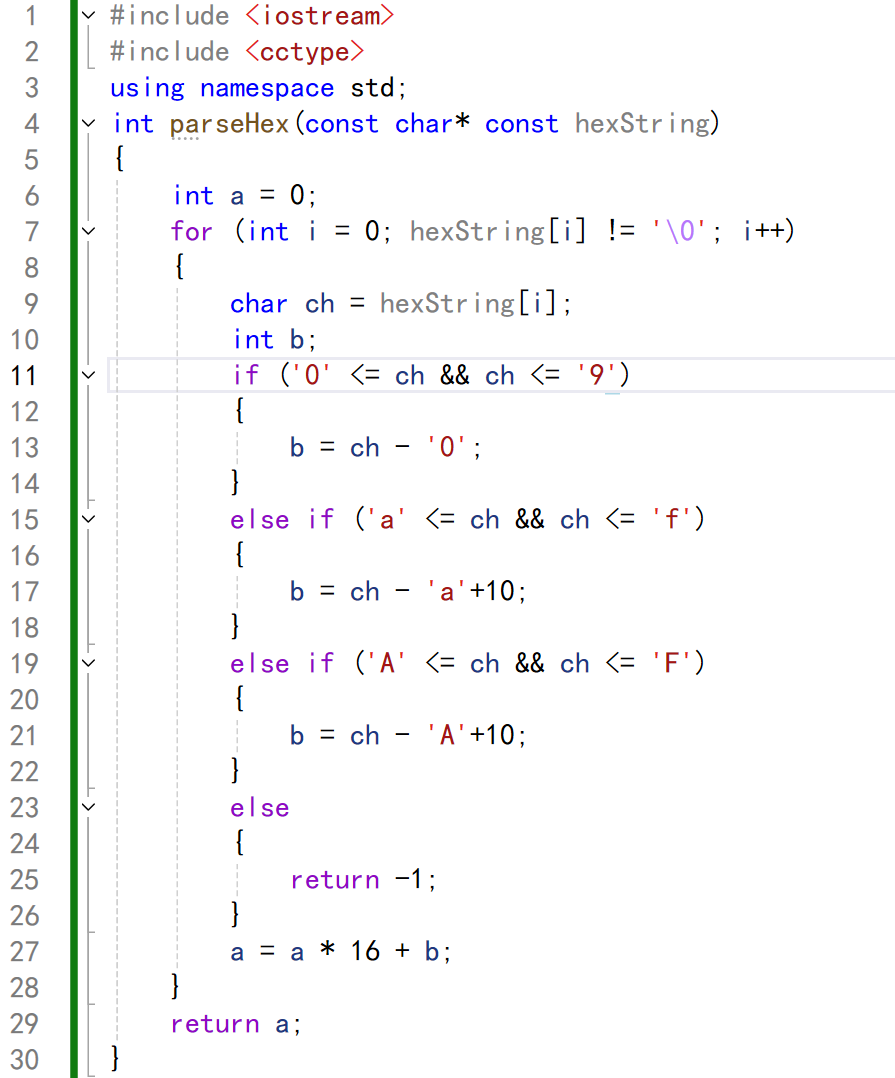 1 #include <iostream>
2 #include <cctype>
3 using namespace std;
4 int parseHex(const char* const hexString)
5 {
6 int a = 0;
7 for (int i = 0; hexString[i] != '\0'; i++)
8 {
9 char ch = hexString[i];
10 int b;
11 if ('0' <= ch && ch <= '9')
12 {
13 b = ch - '0';
14 }
15 else if ('a' <= ch && ch <= 'f')
16 {
17 b = ch - 'a'+10;
18 }
19 else if ('A' <= ch && ch <= 'F')
20 {
21 b = ch - 'A'+10;
22 }
23 else
24 {
25 return -1;
26 }
27 a = a * 16 + b;
28 }
29 return a;
30 }